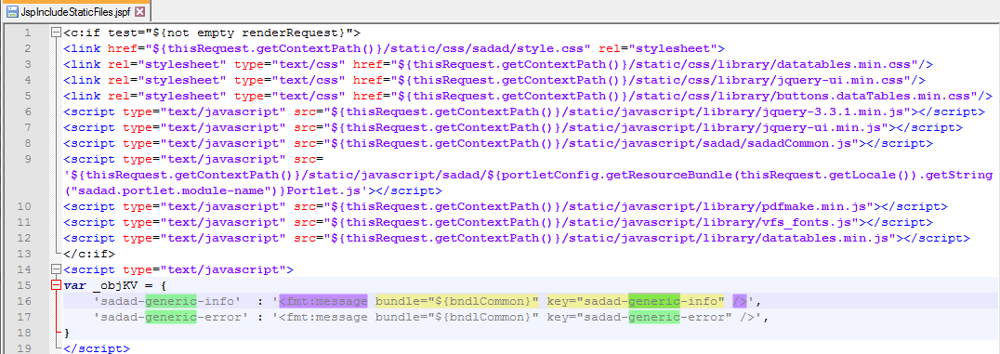 JspIncludeStaticFiles.jspf
1 <c:if test="${not empty renderRequest}">
2 <link href="${thisRequest.getContextPath()}/static/css/sadad/style.css" rel="stylesheet">
3 <link rel="stylesheet" type="text/css" href="${thisRequest.getContextPath()}/static/css/library/datatables.min.css"/>
4 <link rel="stylesheet" type="text/css" href="${thisRequest.getContextPath()}/static/css/library/jquery-ui.min.css"/>
5 <link rel="stylesheet" type="text/css" href="${thisRequest.getContextPath()}/static/css/library/buttons.dataTables.min.css"/>
6 <script type="text/javascript" src="${thisRequest.getContextPath()}/static/javascript/library/jquery-3.3.1.min.js"></script>
7 <script type="text/javascript" src="${thisRequest.getContextPath()}/static/javascript/library/jquery-ui.min.js"></script>
8 <script type="text/javascript" src="${thisRequest.getContextPath()}/static/javascript/sadad/sadadCommon.js"></script>
9 <script type="text/javascript" src=
'${thisRequest.getContextPath()}/static/javascript/sadad/${portletConfig.getResourceBundle(thisRequest.getLocale()).getString
("sadad.portlet.module-name")}Portlet.js'></script>
10 <script type="text/javascript" src="${thisRequest.getContextPath()}/static/javascript/library/pdfmake.min.js"></script>
11 <script type="text/javascript" src="${thisRequest.getContextPath()}/static/javascript/library/vfs_fonts.js"></script>
12 <script type="text/javascript" src="${thisRequest.getContextPath()}/static/javascript/library/datatables.min.js"></script>
13 </c:if>
14 <script type="text/javascript">
15 var _objKV = {
16 'sadad-generic-info' : '<fmt:message bundle="${bndlCommon}" key="sadad-generic-info" />',
17 'sadad-generic-error' : '<fmt:message bundle="${bndlCommon}" key="sadad-generic-error" />',
18 }
19 </script>